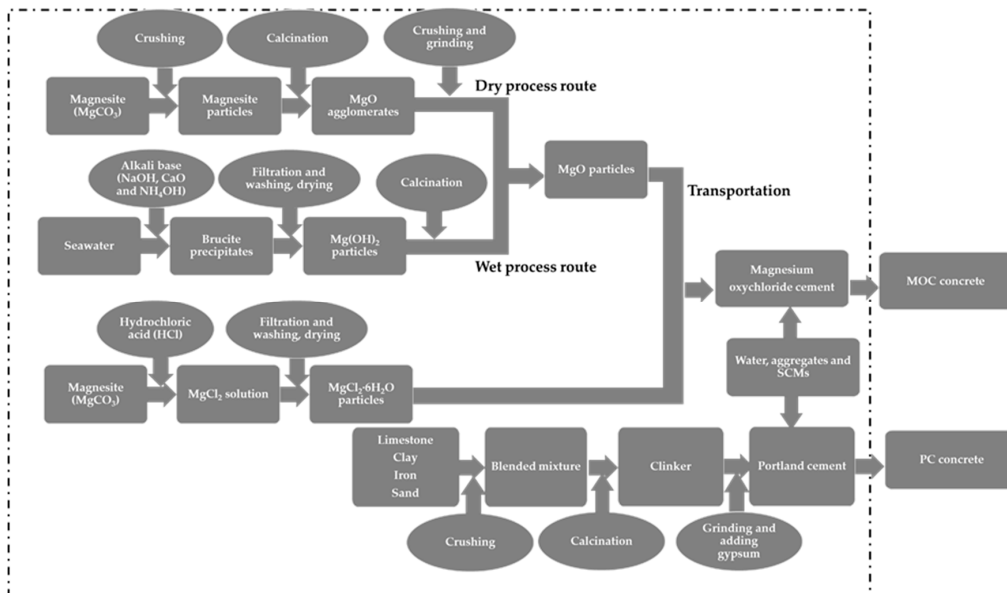 Crushing
Calcination
Crushing and
grinding
Dry process route
Magnesite
(MgCO₃)
Magnesite
particles
MgO
agglomerates
Alkali base
(NaOH, CaO
and NH₄OH)
Filtration and
washing, drying
Calcination
MgO particles
Transportation
Seawater
Brucite
precipitates
Mg(OH)₂
particles
Wet process route
Magnesium
oxychloride cement
MOC concrete
Hydrochloric
acid (HCl)
Filtration and
washing, drying
Water, aggregates and
SCMs
Magnesite
(MgCO₃)
MgCl₂ solution
MgCl₂·6H₂O
particles
Limestone
Clay
Iron
Sand
Blended mixture
Clinker
Portland cement
PC concrete
Crushing
Calcination
Grinding and
adding
gypsum